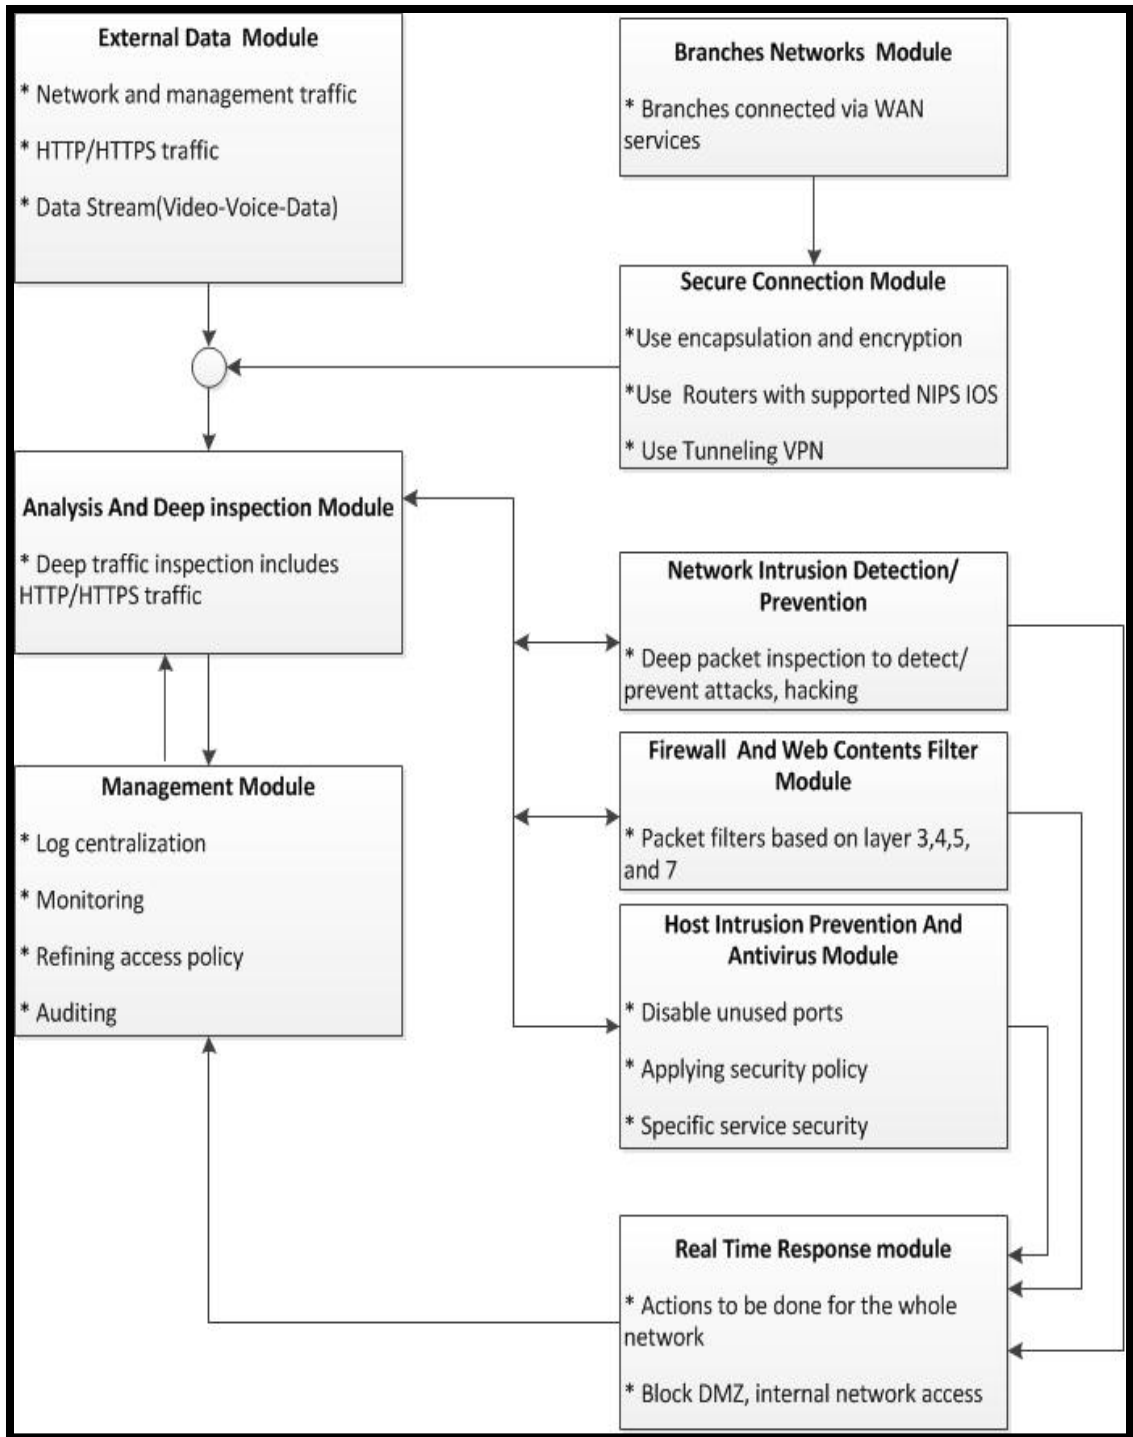 External Data Module
* Network and management traffic
* HTTP/HTTPS traffic
* Data Stream(Video-Voice-Data)
Branches Networks Module
* Branches connected via WAN
services
Secure Connection Module
*Use encapsulation and encryption
*Use Routers with supported NIPS IOS
* Use Tunneling VPN
Analysis And Deep inspection Module
* Deep traffic inspection includes
HTTP/HTTPS traffic
Network Intrusion Detection/
Prevention
* Deep packet inspection to detect/
prevent attacks, hacking
Firewall And Web Contents Filter
Module
* Packet filters based on layer 3,4,5,
and 7
Management Module
* Log centralization
* Monitoring
* Refining access policy
* Auditing
Host Intrusion Prevention And
Antivirus Module
* Disable unused ports
* Applying security policy
* Specific service security
Real Time Response module
* Actions to be done for the whole
network
* Block DMZ, internal network access